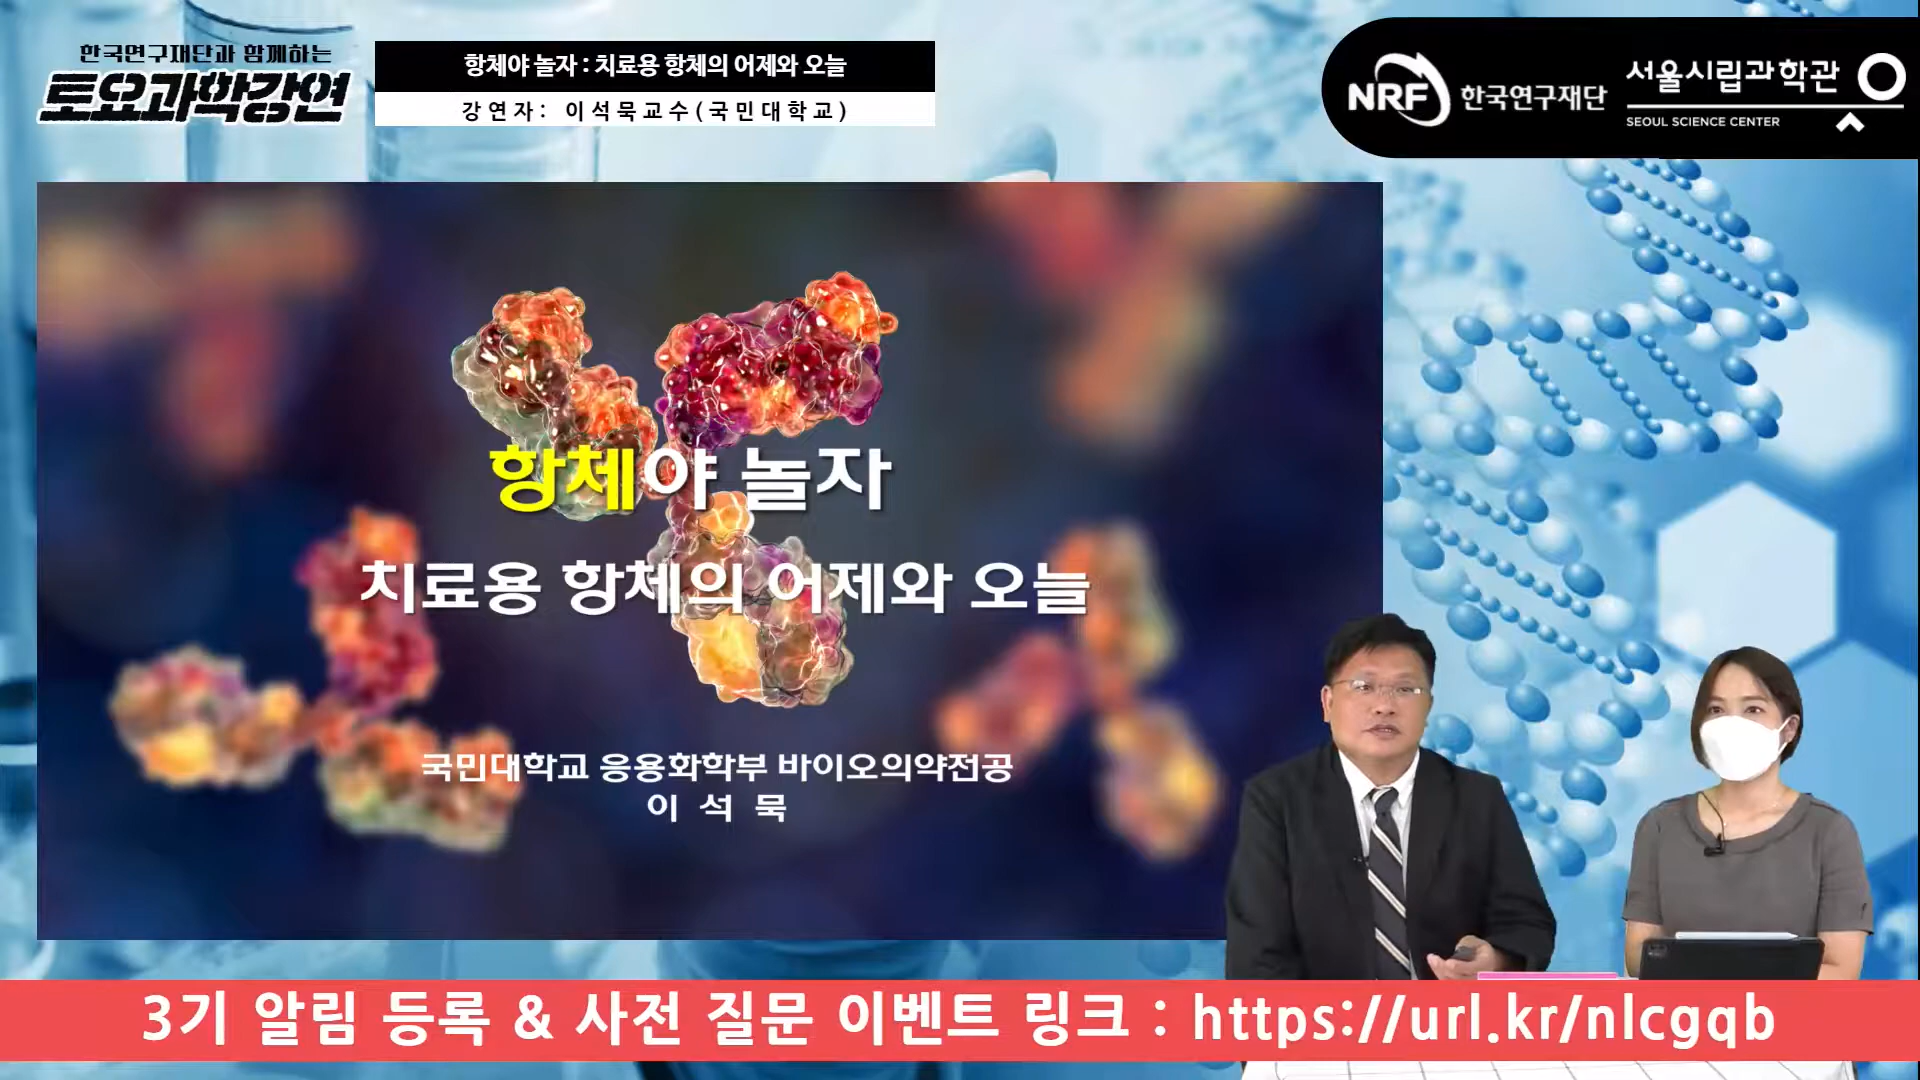 한국연구재단과 함께하는
토요과학강연
항체야 놀자 : 치료용 항체의 어제와 오늘
강연자: 이석묵교수(국민대학교)
NRF 한국연구재단
서울시립과학관
SEOUL SCIENCE CENTER
항체야 놀자
치료용 항체의 어제와 오늘
국민대학교 응용화학부 바이오의약전공
이 석 묵
3기 알림 등록 & 사전 질문 이벤트 링크 : https://url.kr/nlcgqb